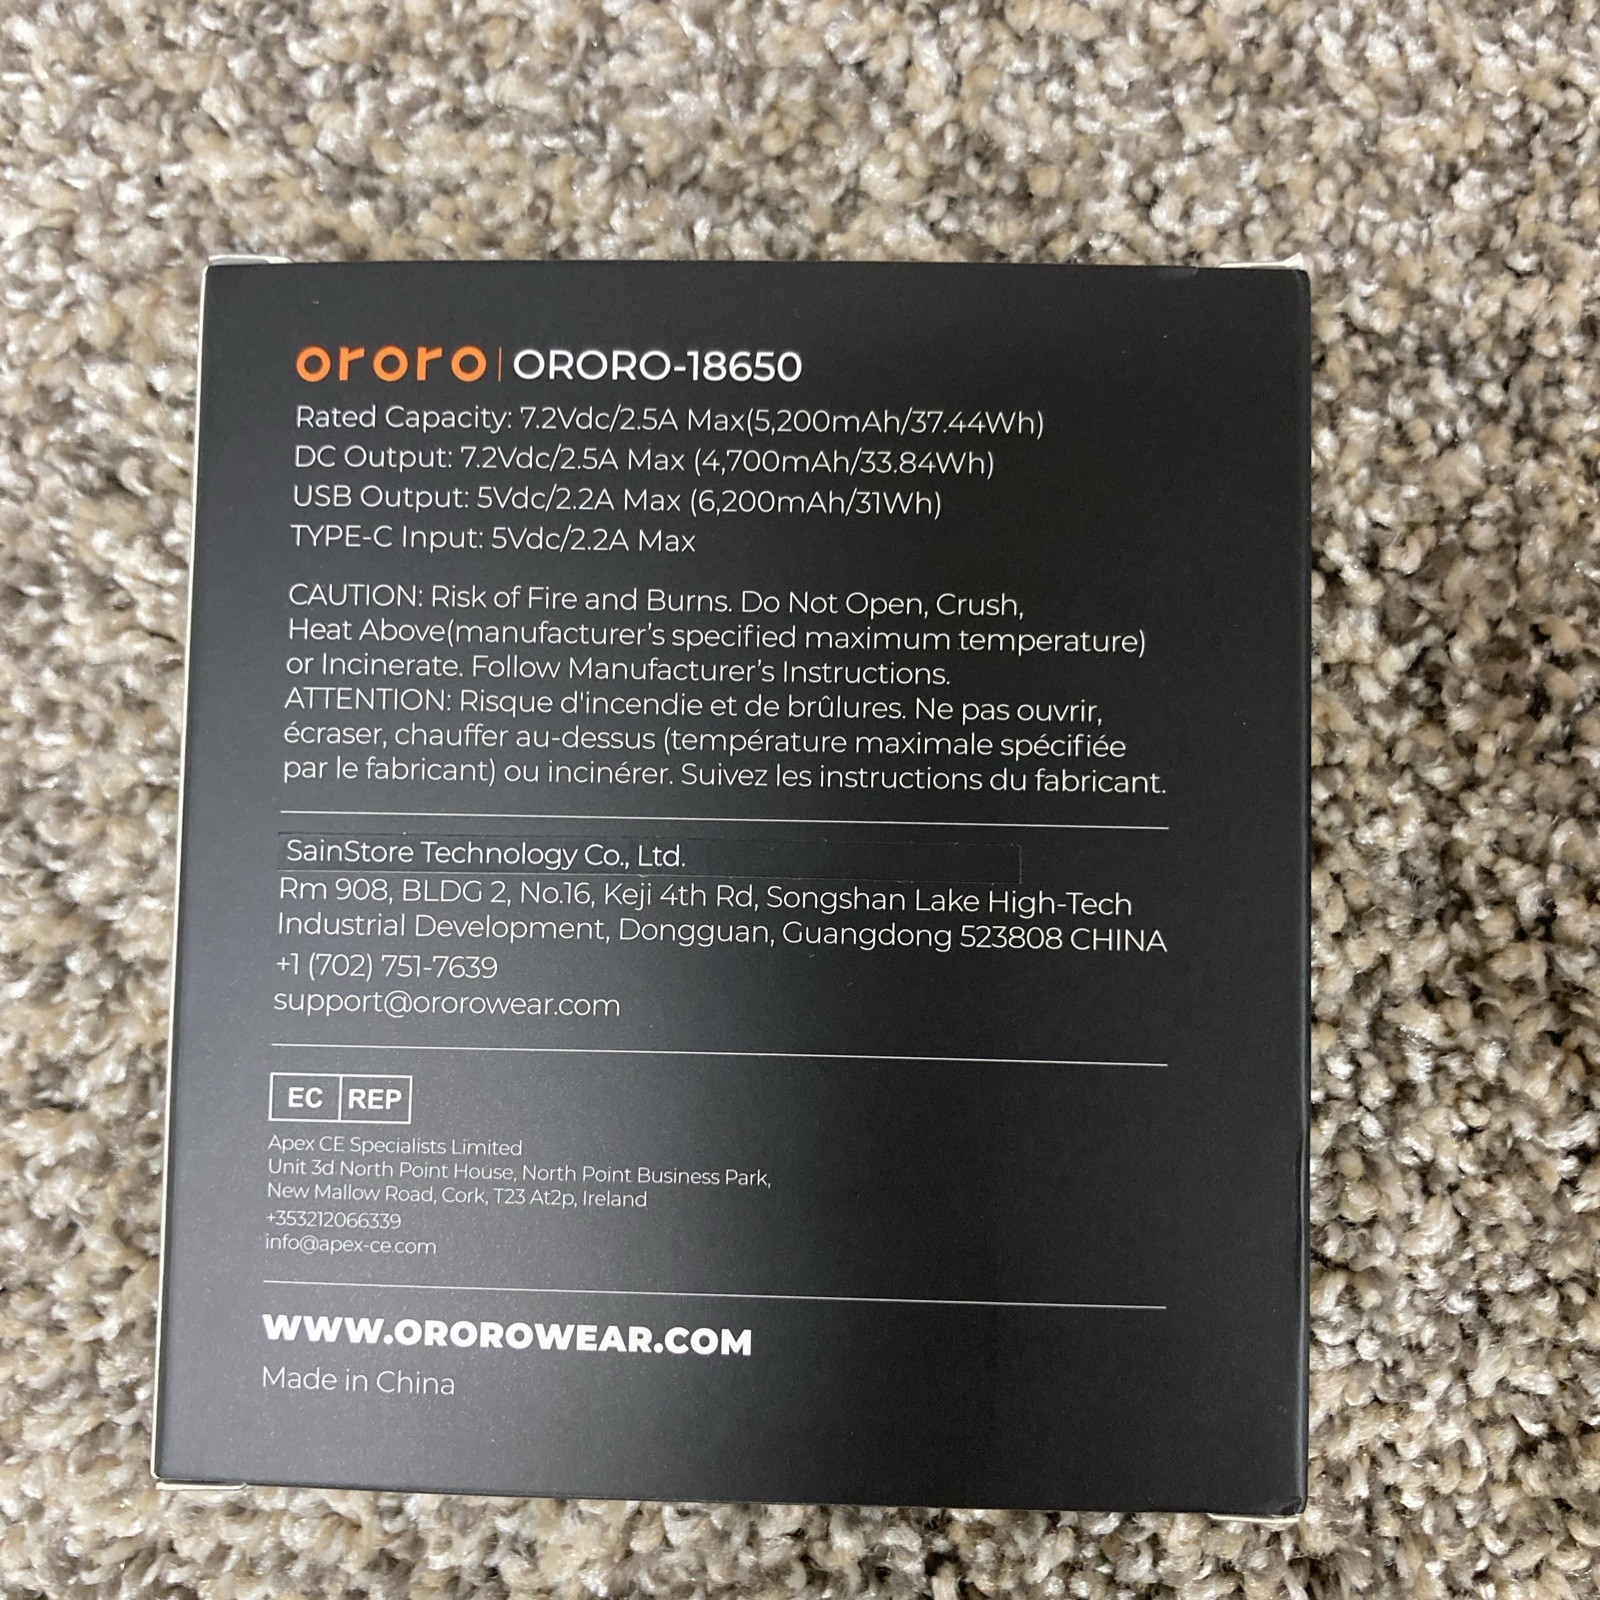 ororo | ORORO-18650
Rated Capacity: 7.2Vdc/2.5A Max(5,200mAh/37.44Wh)
DC Output: 7.2Vdc/2.5A Max (4,700mAh/33.84Wh)
USB Output: 5Vdc/2.2A Max (6,200mAh/31Wh)
TYPE-C Input: 5Vdc/2.2A Max
CAUTION: Risk of Fire and Burns. Do Not Open, Crush,
Heat Above(manufacturer's specified maximum temperature)
or Incinerate. Follow Manufacturer's Instructions.
ATTENTION: Risque d'incendie et de brûlures. Ne pas ouvrir,
écraser, chauffer au-dessus (température maximale spécifiée
par le fabricant) ou incinérer. Suivez les instructions du fabricant.
SainStore Technology Co., Ltd.
Rm 908, BLDG 2, No.16, Keji 4th Rd, Songshan Lake High-Tech
Industrial Development, Dongguan, Guangdong 523808 CHINA
+1 (702) 751-7639
support@ororowear.com
EC REP
Apex CE Specialists Limited
Unit 3d North Point House, North Point Business Park,
New Mallow Road, Cork, T23 At2p, Ireland
+353212066339
info@apex-ce.com
WWW.OROROWEAR.COM
Made in China